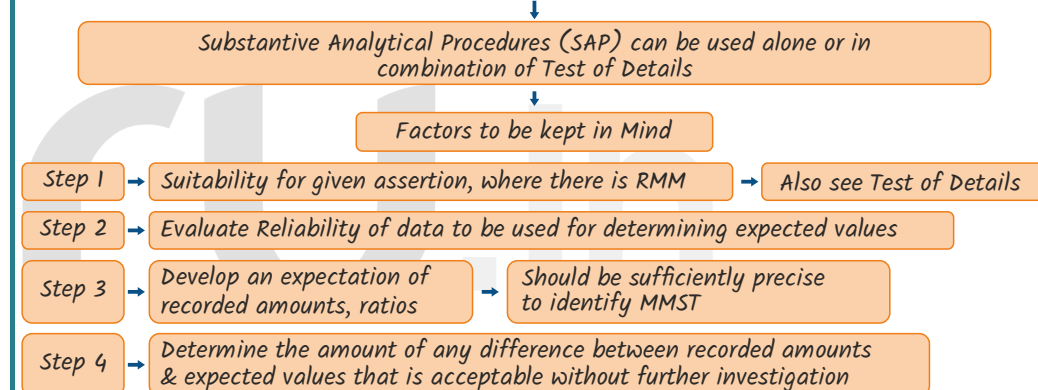 Substantive Analytical Procedures (SAP) can be used alone or in
combination of Test of Details
Factors to be kept in Mind
Step 1
Suitability for given assertion, where there is RMM
Also see Test of Details
Step 2
Evaluate Reliability of data to be used for determining expected values
Step 3
Develop an expectation of
recorded amounts, ratios
Should be sufficiently precise
to identify MMST
Step 4
Determine the amount of any difference between recorded amounts
& expected values that is acceptable without further investigation